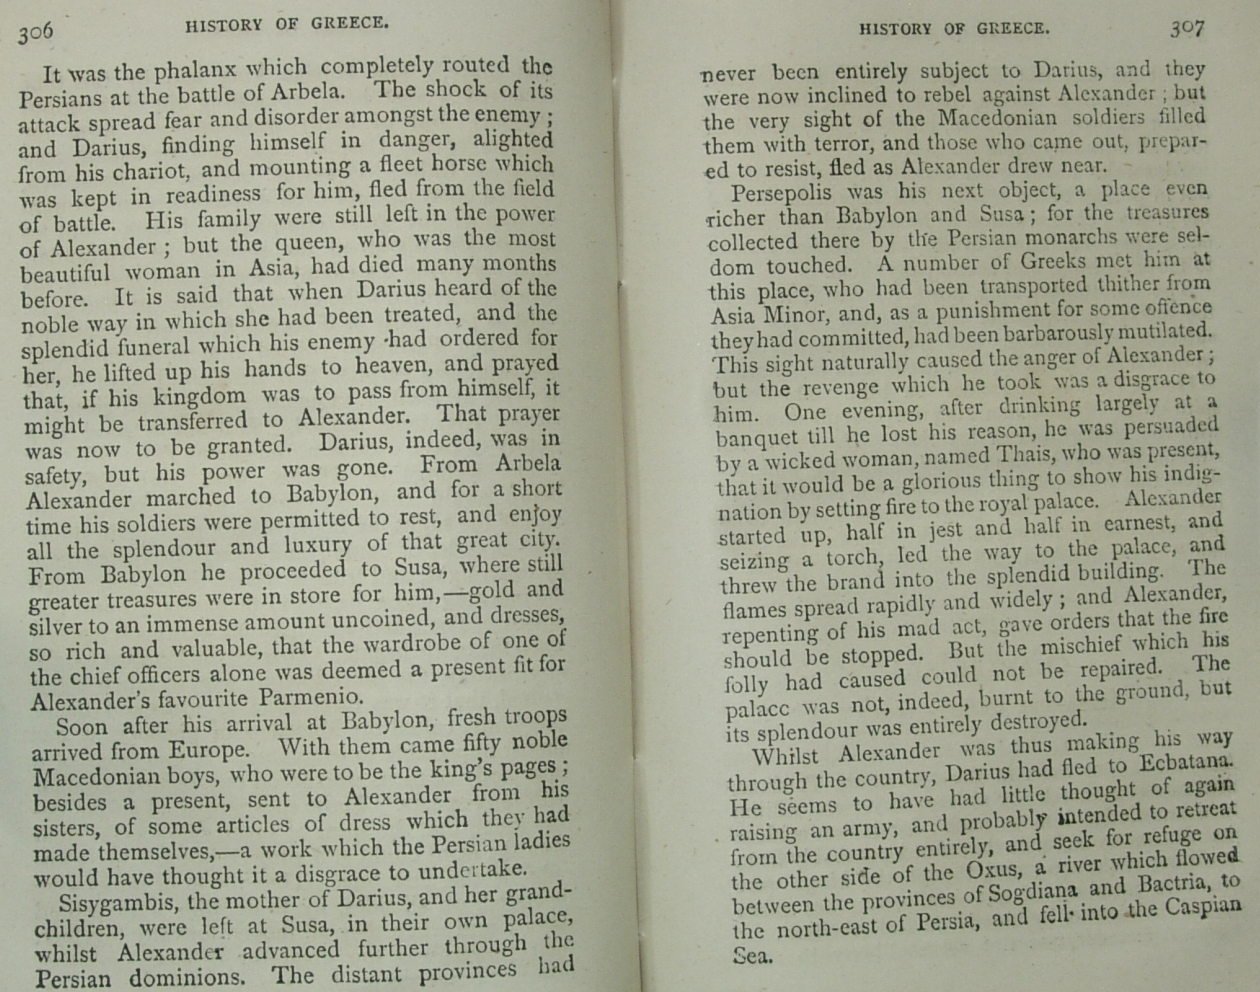 306
HISTORY OF GREECE.
It was the phalanx which completely routed the
Persians at the battle of Arbela. The shock of its
attack spread fear and disorder amongst the enemy ;
and Darius, finding himself in danger, alighted
from his chariot, and mounting a fleet horse which
was kept in readiness for him, fled from the field
of battle. His family were still left in the power
of Alexander ; but the queen, who was the most
beautiful woman in Asia, had died many months
before. It is said that when Darius heard of the
noble way in which she had been treated, and the
splendid funeral which his enemy had ordered for
her, he lifted up his hands to heaven, and prayed
that, if his kingdom was to pass from himself, it
might be transferred to Alexander. That prayer
was now to be granted. Darius, indeed, was in
safety, but his power was gone. From Arbela
Alexander marched to Babylon, and for a short
time his soldiers were permitted to rest, and enjoy
all the splendour and luxury of that great city.
From Babylon he proceeded to Susa, where still
greater treasures were in store for him,—gold and
silver to an immense amount uncoined, and dresses,
so rich and valuable, that the wardrobe of one of
the chief officers alone was deemed a present fit for
Alexander's favourite Parmenio.
Soon after his arrival at Babylon, fresh troops
arrived from Europe. With them came fifty noble
Macedonian boys, who were to be the king's pages ;
besides a present, sent to Alexander from his
sisters, of some articles of dress which they had
made themselves,—a work which the Persian ladies
would have thought it a disgrace to undertake.
Sisygambis, the mother of Darius, and her grand-
children, were left at Susa, in their own palace,
whilst Alexander advanced further through the
Persian dominions. The distant provinces had
HISTORY OF GREECE.
307
never been entirely subject to Darius, and they
were now inclined to rebel against Alexander ; but
the very sight of the Macedonian soldiers filled
them with terror, and those who came out, prepar-
ed to resist, fled as Alexander drew near.
Persepolis was his next object, a place even
richer than Babylon and Susa ; for the treasures
collected there by the Persian monarchs were sel-
dom touched. A number of Greeks met him at
this place, who had been transported thither from
Asia Minor, and, as a punishment for some offence
they had committed, had been barbarously mutilated.
This sight naturally caused the anger of Alexander ;
but the revenge which he took was a disgrace to
him. One evening, after drinking largely at a
banquet till he lost his reason, he was persuaded
by a wicked woman, named Thais, who was present,
that it would be a glorious thing to show his indig-
nation by setting fire to the royal palace. Alexander
started up, half in jest and half in earnest, and
seizing a torch, led the way to the palace, and
threw the brand into the splendid building. The
flames spread rapidly and widely ; and Alexander,
repenting of his mad act, gave orders that the fire
should be stopped. But the mischief which his
folly had caused could not be repaired. The
palace was not, indeed, burnt to the ground, but
its splendour was entirely destroyed.
Whilst Alexander was thus making his way
through the country, Darius had fled to Ecbatana.
He seems to have had little thought of again
raising an army, and probably intended to retreat
from the country entirely, and seek for refuge on
the other side of the Oxus, a river which flowed
between the provinces of Sogdiana and Bactria, to
the north-east of Persia, and fell into the Caspian
Sea.